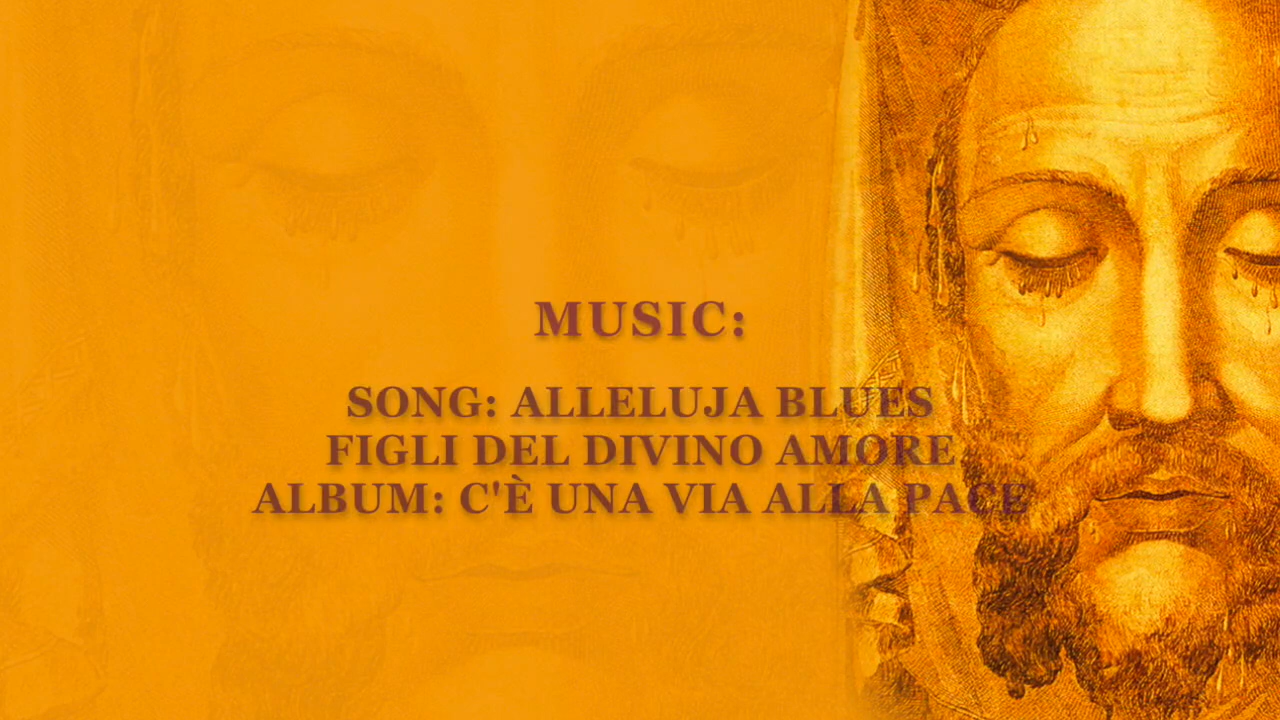 MUSIC:
SONG: ALLELUJA BLUES
FIGLI DEL DIVINO AMORE
ALBUM: C'È UNA VIA ALLA PACE